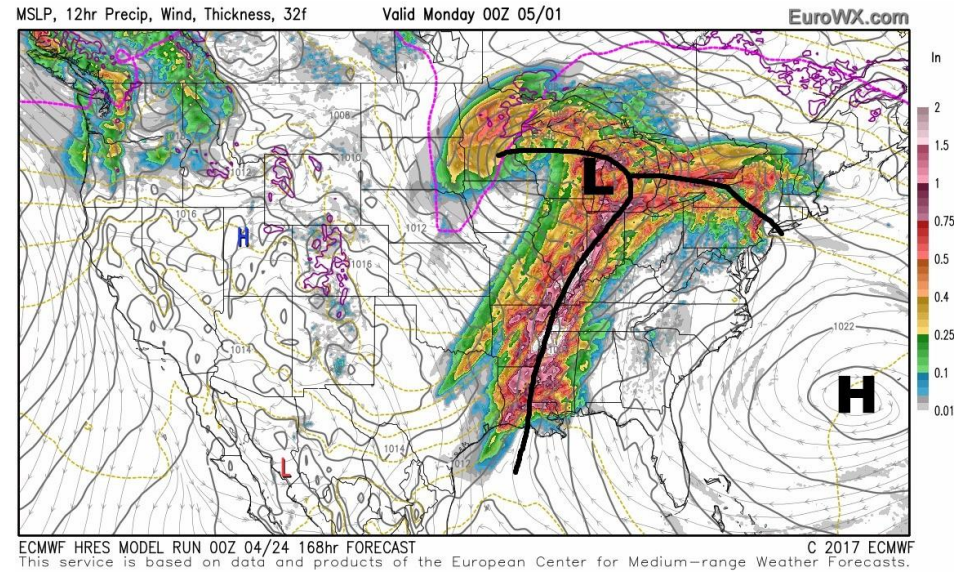 MSLP, 12hr Precip, Wind, Thickness, 32f Valid Monday 00Z 05/01 EuroWX.com
In
2
1.5
1
0.75
0.5
0.4
0.25
0.1
0.01
1008
1010
1012
1016
H
1016
1012
L
1014
1022
H
1014
1012
L
ECMWF HRES MODEL RUN 00Z 04/24 168hr FORECAST C 2017 ECMWF
This service is based on data and products of the European Center for Medium-range Weather Forecasts.